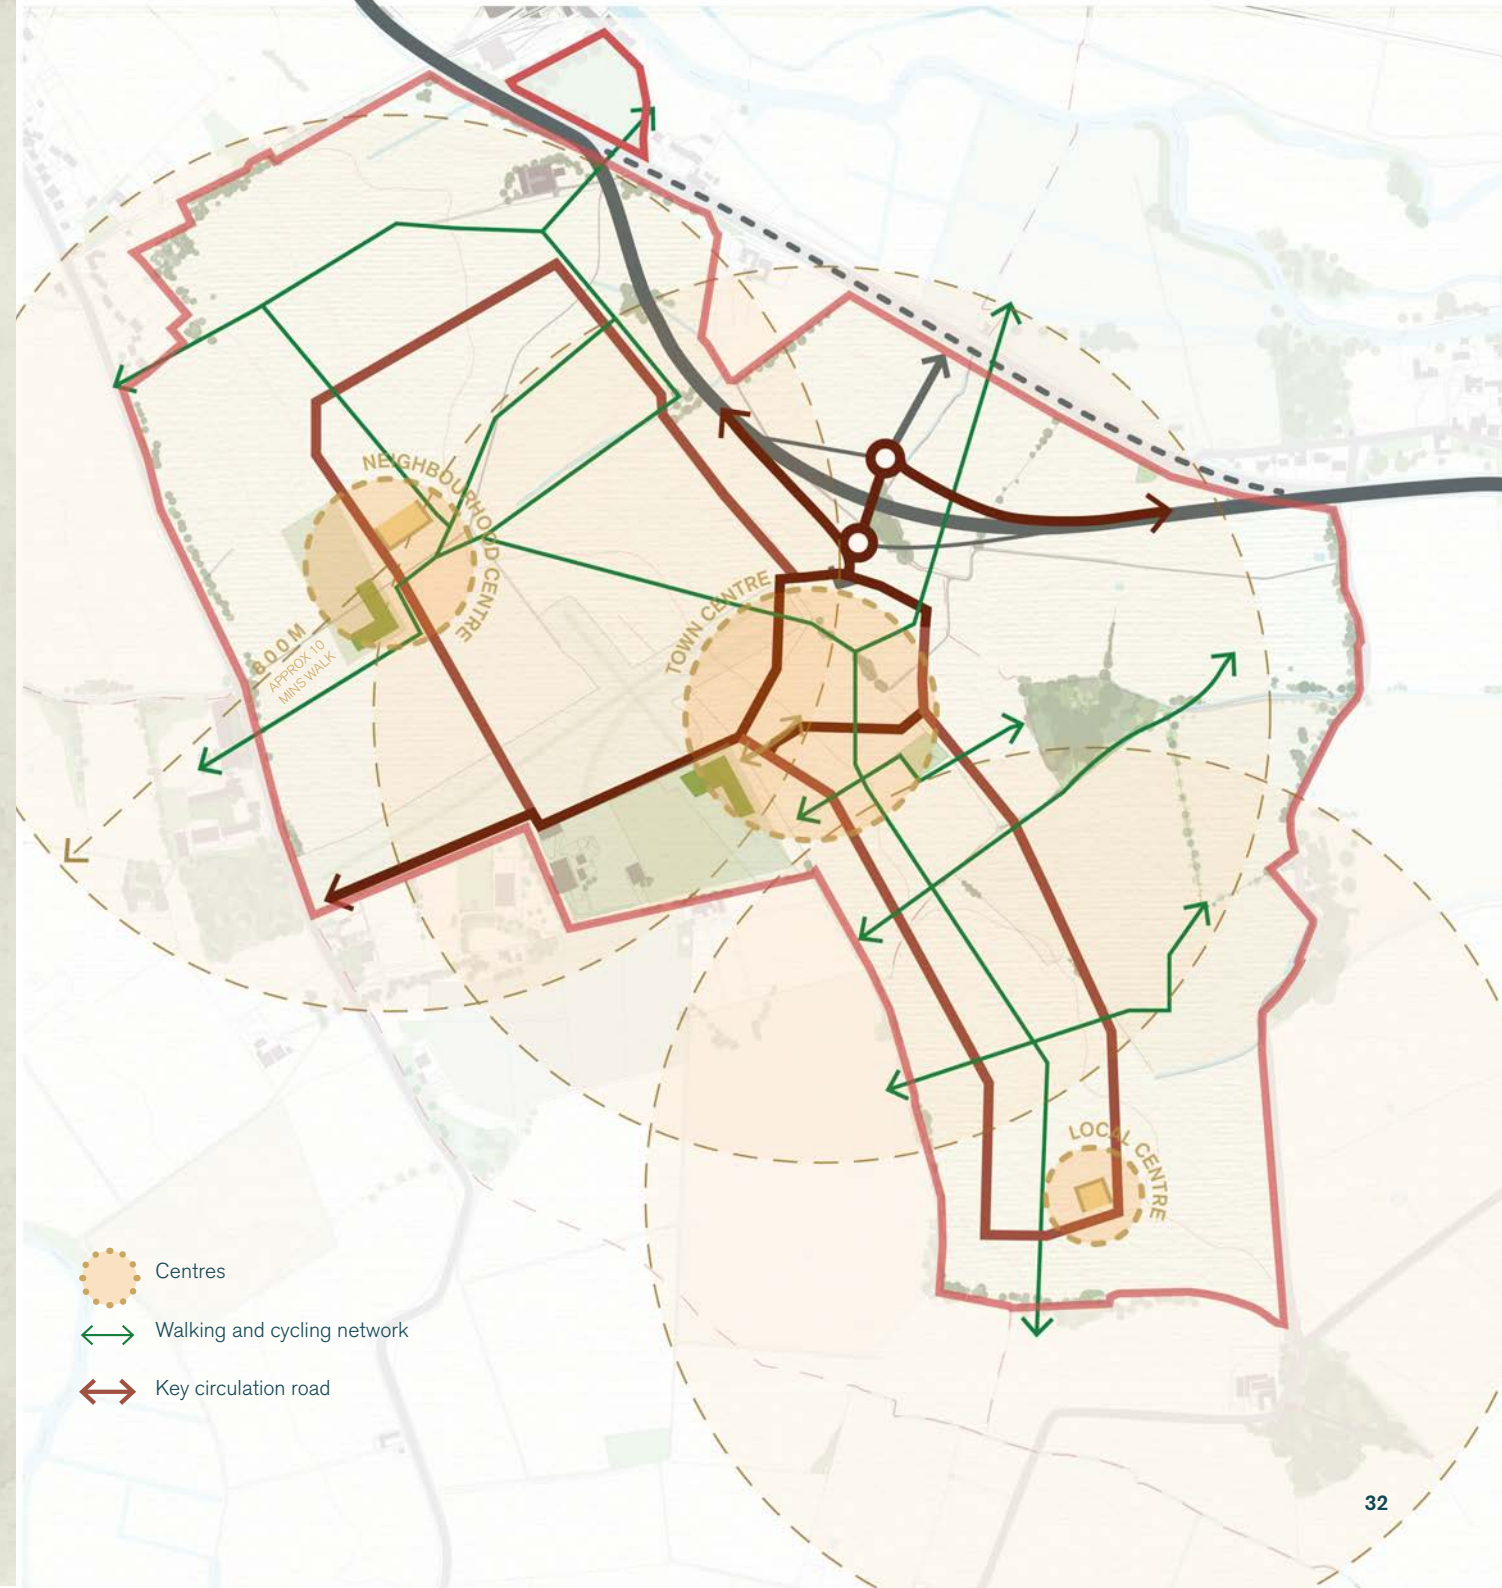 NEIGHBOURHOOD CENTRE
TOWN CENTRE
800M
APPROX 10
MINS WALK
LOCAL CENTRE
Centres
Walking and cycling network
Key circulation road
32